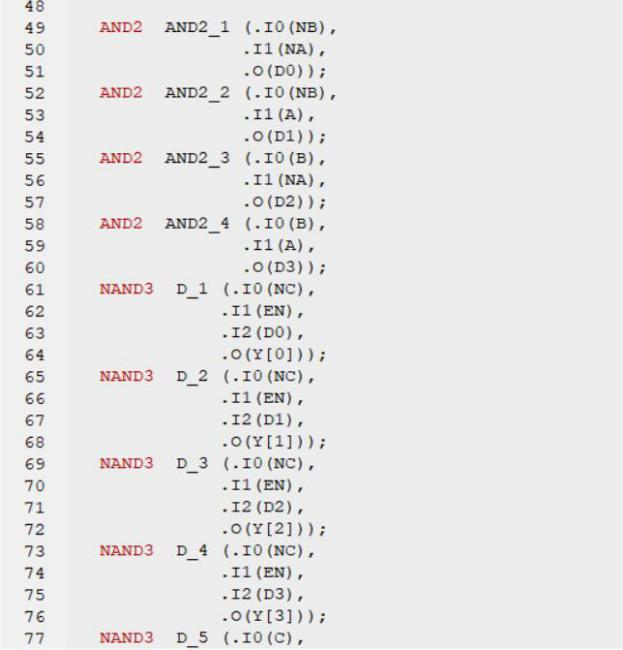 48
49 AND2 AND2_1 (.I0(NB),
50 .I1(NA),
51 .O(D0));
52 AND2 AND2_2 (.I0(NB),
53 .I1(A),
54 .O(D1));
55 AND2 AND2_3 (.I0(B),
56 .I1(NA),
57 .O(D2));
58 AND2 AND2_4 (.I0(B),
59 .I1(A),
60 .O(D3));
61 NAND3 D_1 (.I0(NC),
62 .I1(EN),
63 .I2(D0),
64 .O(Y[0]));
65 NAND3 D_2 (.I0(NC),
66 .I1(EN),
67 .I2(D1),
68 .O(Y[1]));
69 NAND3 D_3 (.I0(NC),
70 .I1(EN),
71 .I2(D2),
72 .O(Y[2]));
73 NAND3 D_4 (.I0(NC),
74 .I1(EN),
75 .I2(D3),
76 .O(Y[3]));
77 NAND3 D_5 (.I0(C),